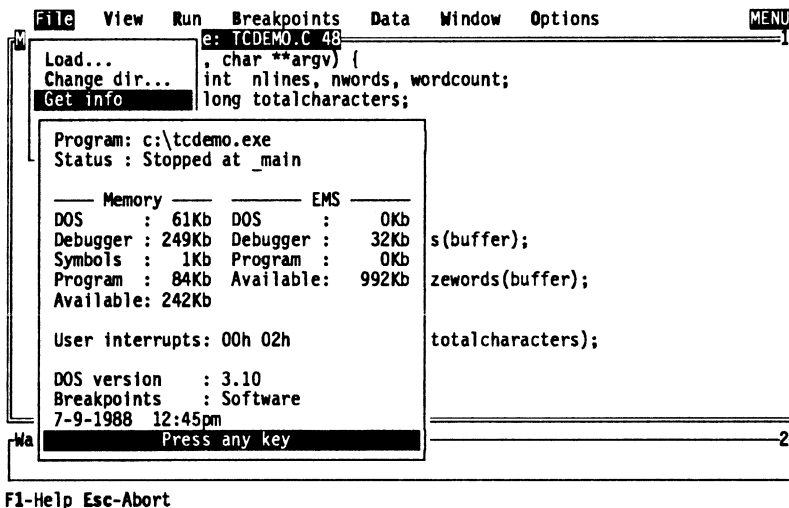 File View Run Breakpoints Data Window Options MENU
M e: TCDEMO.C 48 1
Load... , char **argv) {
Change dir... int nlines, nwords, wordcount;
Get info long totalcharacters;
Program: c:\tcdemo.exe
Status : Stopped at _main
Memory EMS
DOS : 61Kb DOS : 0Kb
Debugger : 249Kb Debugger : 32Kb s(buffer);
Symbols : 1Kb Program : 0Kb
Program : 84Kb Available: 992Kb zewords(buffer);
Available: 242Kb
User interrupts: 00h 02h totalcharacters);
DOS version : 3.10
Breakpoints : Software
7-9-1988 12:45pm
Wa Press any key 2
F1-Help Esc-Abort